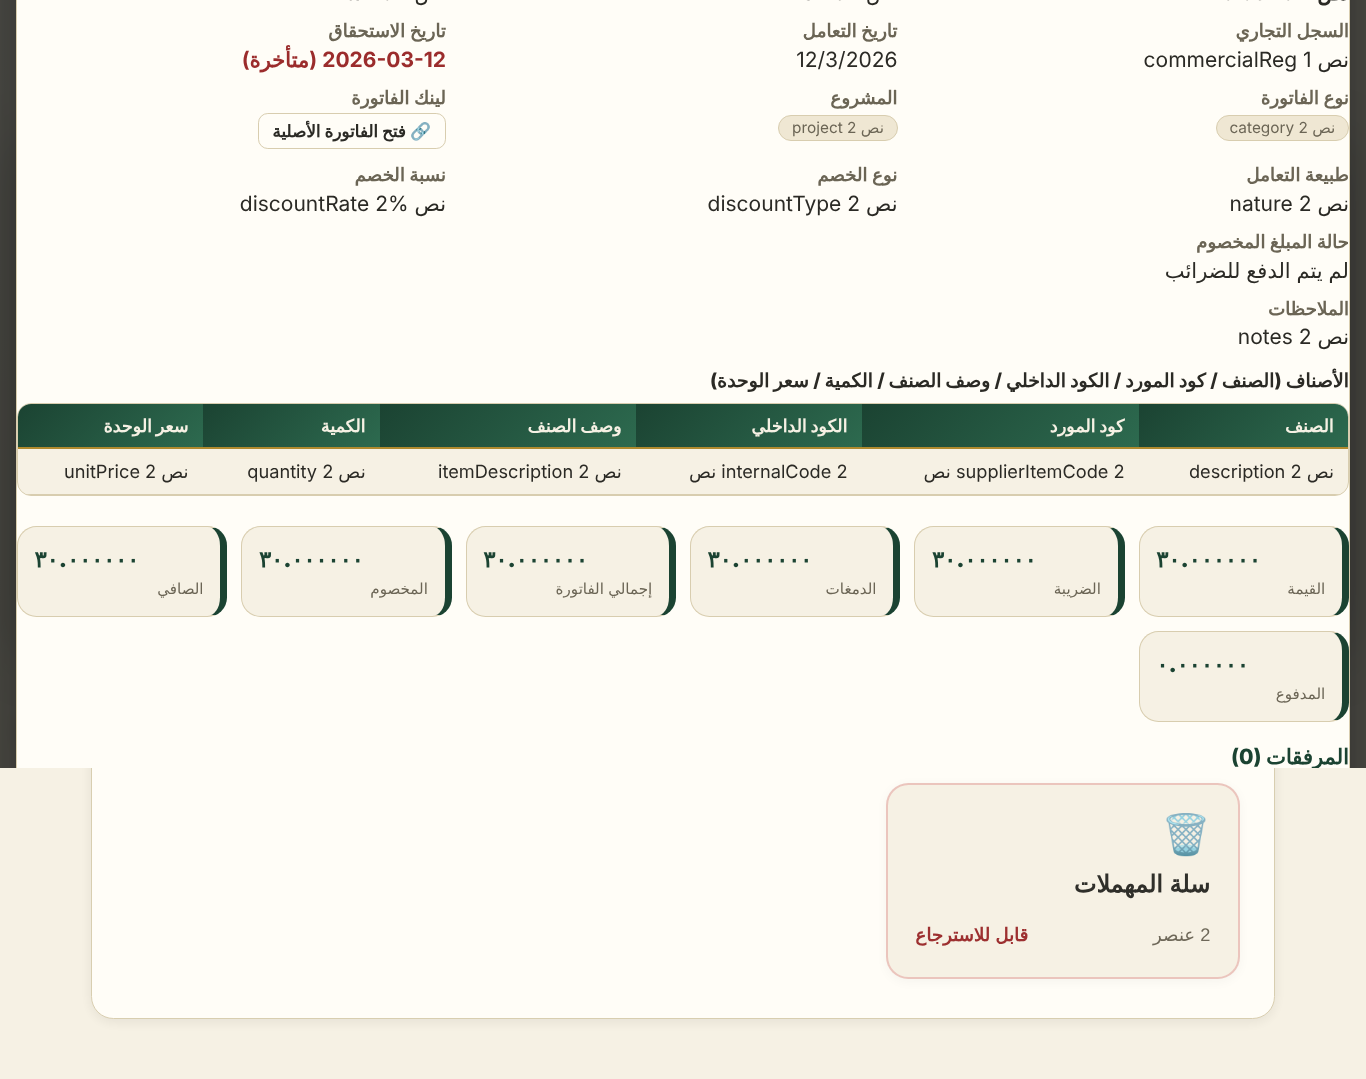 السجل التجاري
تاريخ التعامل
تاريخ الاستحقاق
نص 1 commercialReg
12/3/2026
2026-03-12 (متأخرة)
نوع الفاتورة
المشروع
لينك الفاتورة
نص 2 category
نص 2 project
🔗 فتح الفاتورة الأصلية
طبيعة التعامل
نوع الخصم
نسبة الخصم
نص 2 nature
نص 2 discountType
نص discountRate 2%
حالة المبلغ المخصوم
لم يتم الدفع للضرائب
الملاحظات
نص 2 notes
الأصناف (الصنف / كود المورد / الكود الداخلي / وصف الصنف / الكمية / سعر الوحدة)
الصنف
كود المورد
الكود الداخلي
وصف الصنف
الكمية
سعر الوحدة
نص 2 description
نص supplierItemCode 2
نص internalCode 2
نص 2 itemDescription
نص 2 quantity
نص 2 unitPrice
٣٠.٠٠٠٠٠٠
القيمة
٣٠.٠٠٠٠٠٠
الضريبة
٣٠.٠٠٠٠٠٠
الدمغات
٣٠.٠٠٠٠٠٠
إجمالي الفاتورة
٣٠.٠٠٠٠٠٠
المخصوم
٣٠.٠٠٠٠٠٠
الصافي
٠.٠٠٠٠٠٠
المدفوع
المرفقات (0)
سلة المهملات
2 عنصر
قابل للاسترجاع